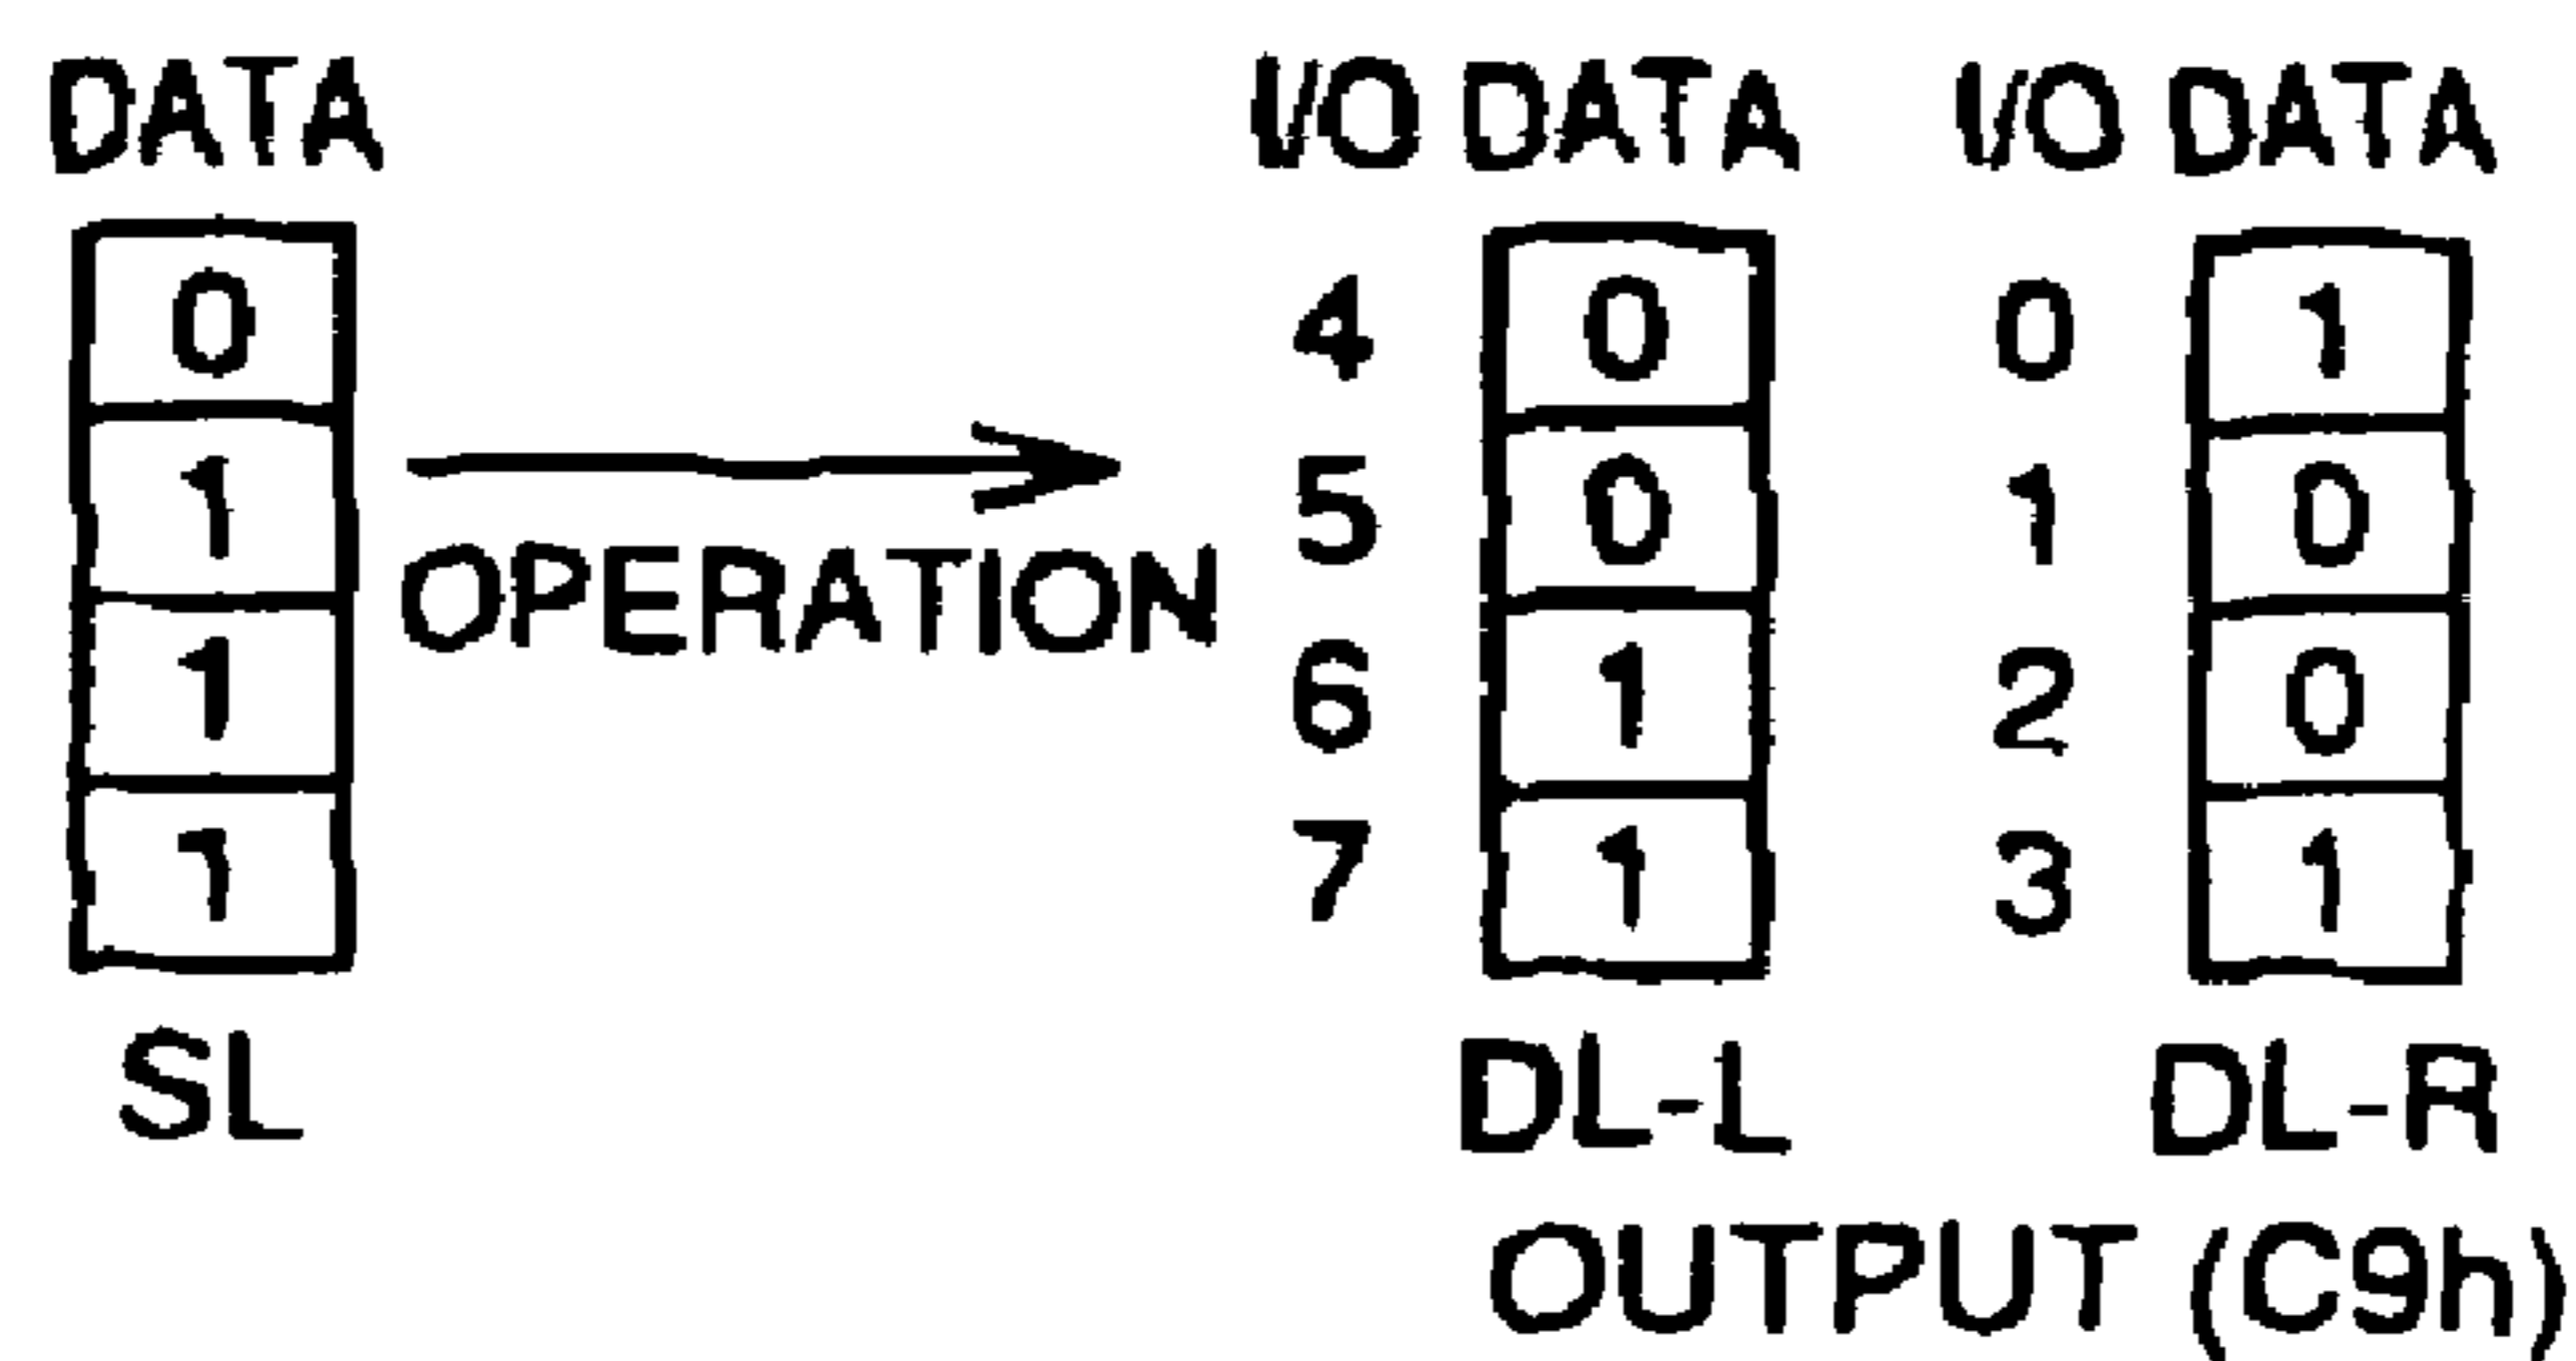 DATA I/O DATA I/O DATA
0 4 0 0 1
1 5 0 1 0
OPERATION
1 6 1 2 0
1 7 1 3 1
SL DL-L DL-R
OUTPUT (C9h)